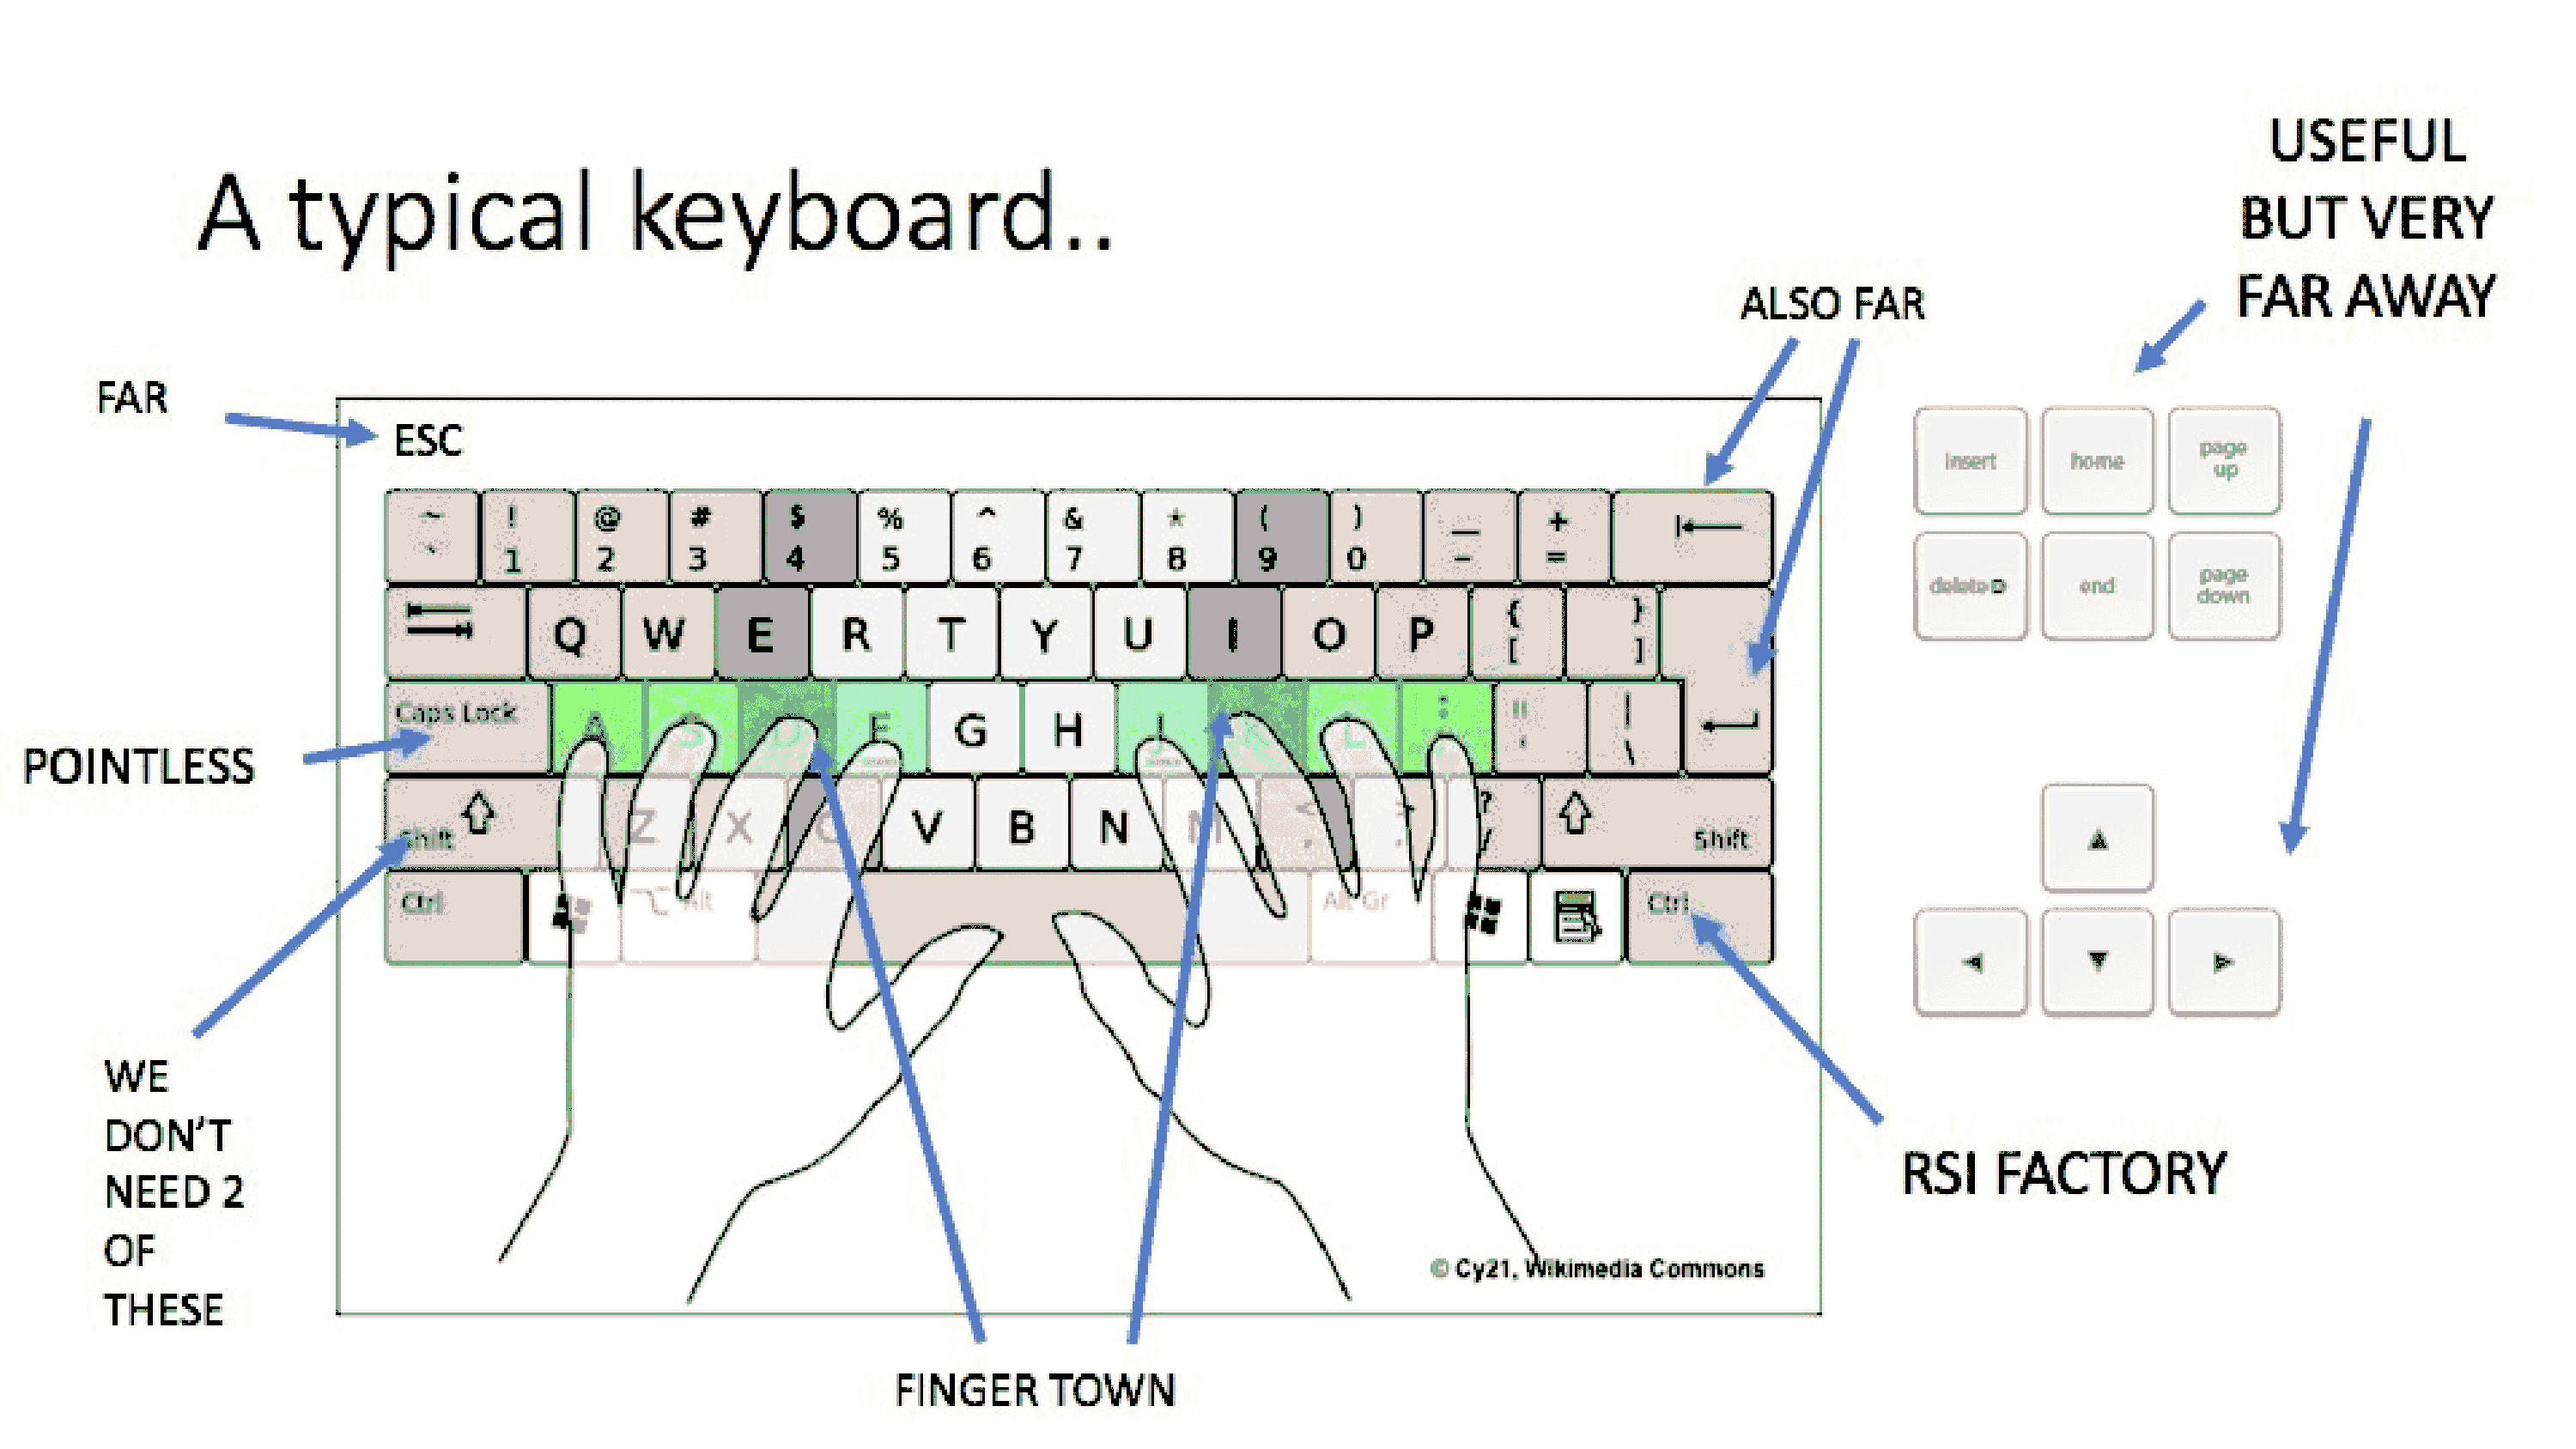 A typical keyboard..
USEFUL
BUT VERY
FAR AWAY
ALSO FAR
FAR
ESC
~ ! @ # $ % ^ & * ( ) _ +
` 1 2 3 4 5 6 7 8 9 0 - =
insert home page up
delete end page down
Q W E R T Y U I O P { }
[ ]
Caps Lock A S D F G H J L : " |
' \
POINTLESS
Shift Z X C V B N M < > ? Shift
, . /
Ctrl Alt Alt Gr Ctrl
WE
DON'T
NEED 2
OF
THESE
RSI FACTORY
© Cy21, Wikimedia Commons
FINGER TOWN